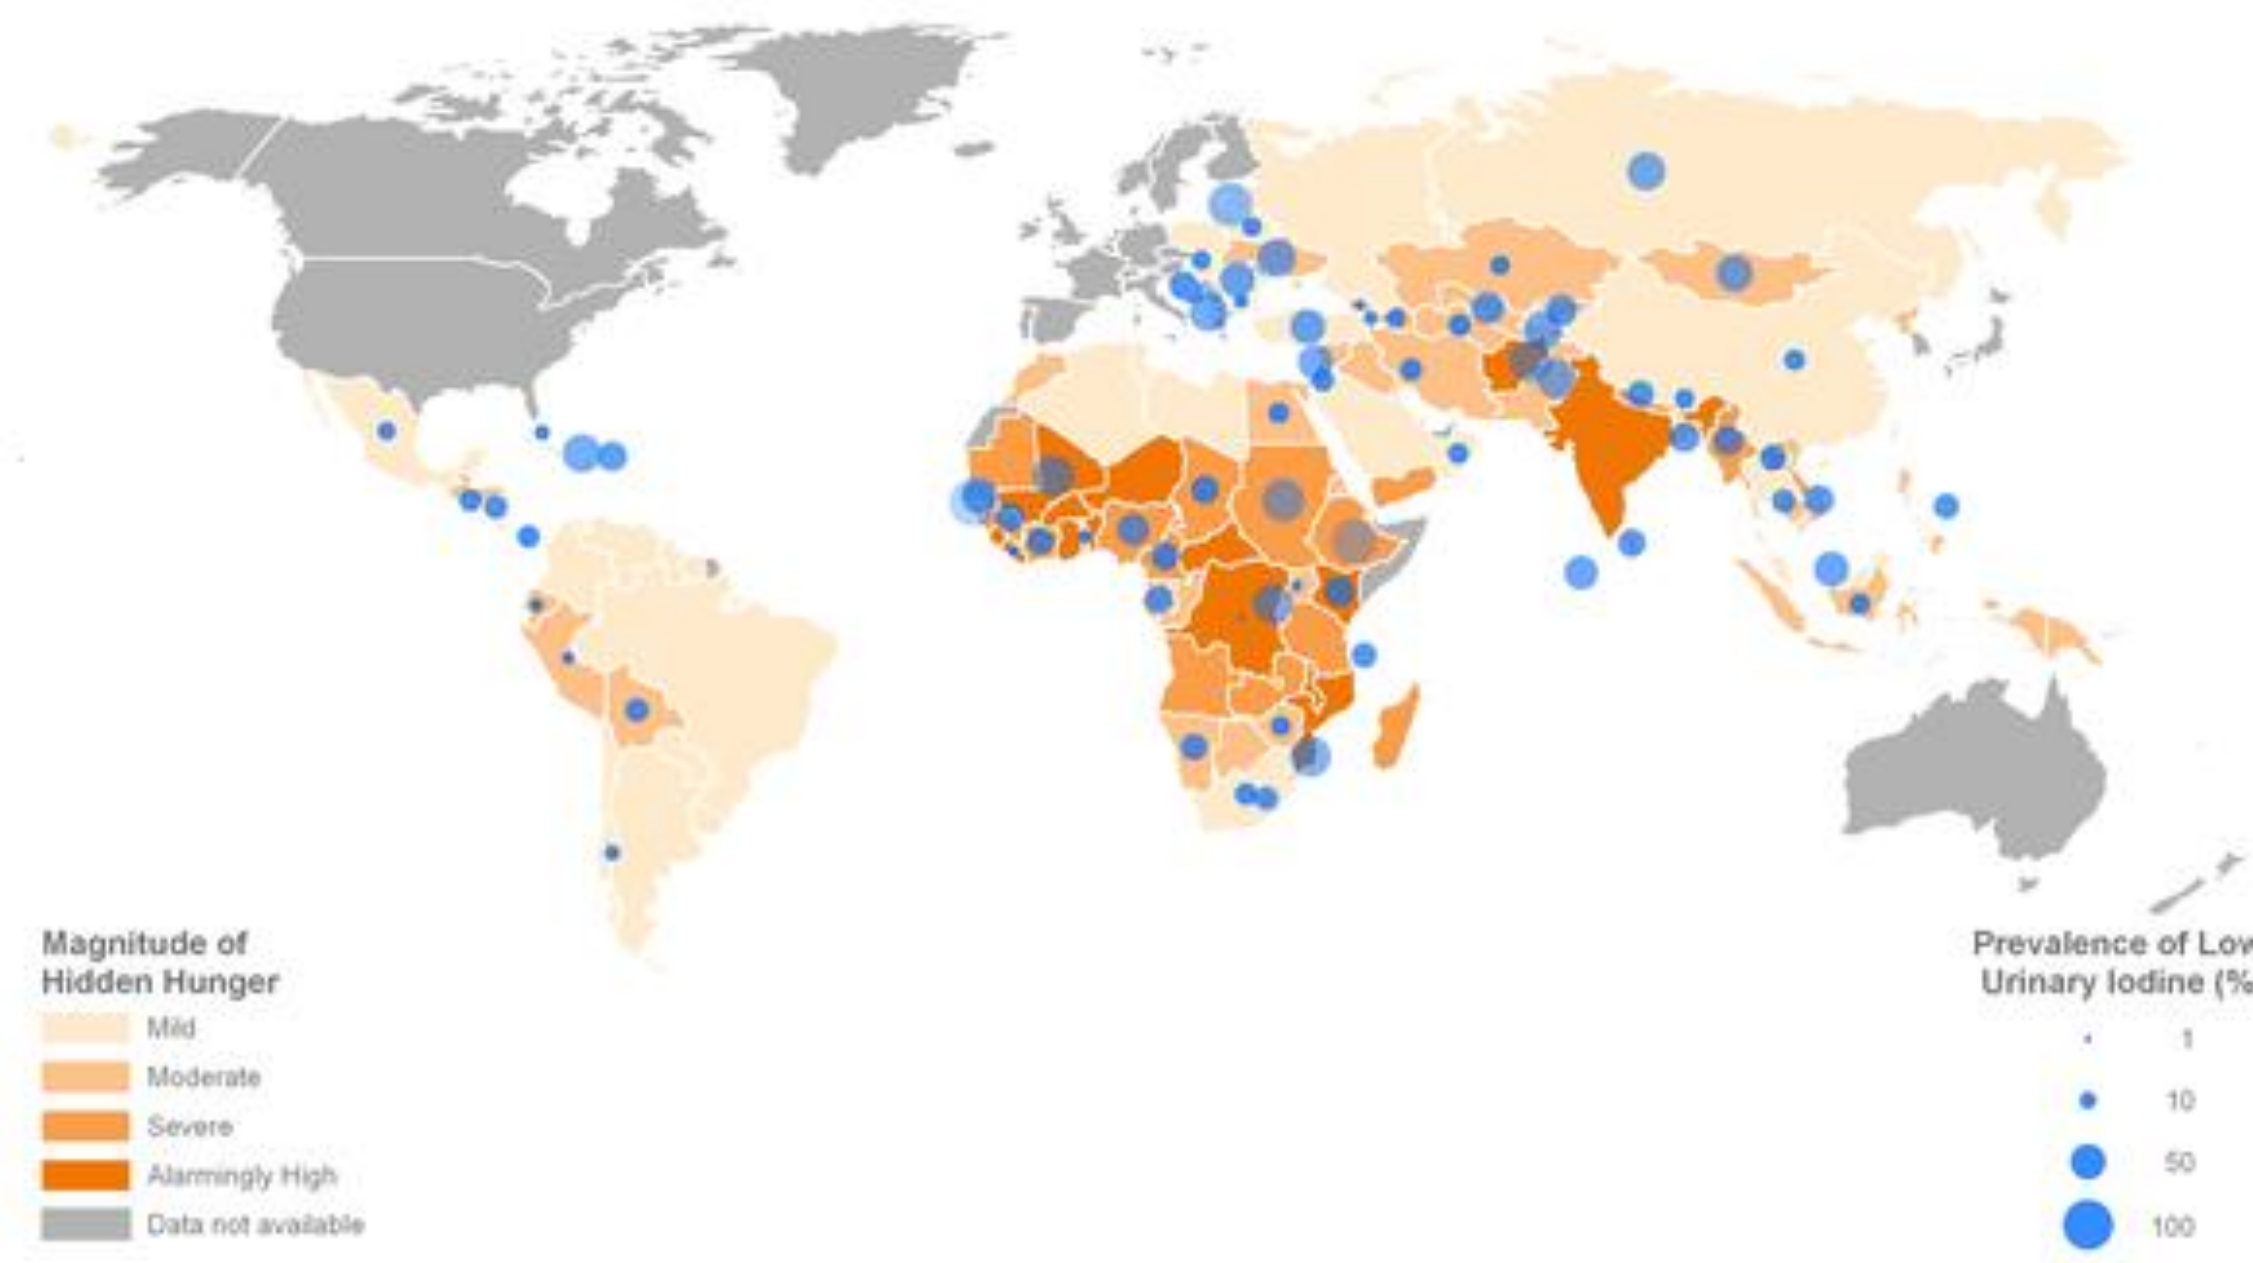 Magnitude of
Hidden Hunger
Mild
Moderate
Severe
Alarmingly High
Data not available
Prevalence of Low
Urinary Iodine (%
1
10
50
100